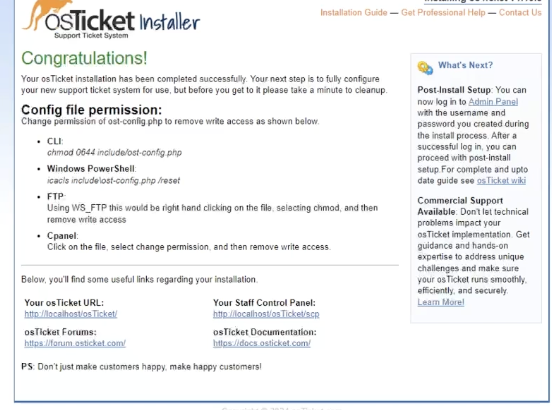 osTicket Installer
Support Ticket System
Installation Guide — Get Professional Help — Contact Us
Congratulations!
Your osTicket installation has been completed successfully. Your next step is to fully configure
your new support ticket system for use, but before you get to it please take a minute to cleanup.
Config file permission:
Change permission of ost-config.php to remove write access as shown below.
• CLI:
chmod 0644 include/ost-config.php
• Windows PowerShell:
icacls include\ost-config.php /reset
• FTP:
Using WS_FTP this would be right hand clicking on the file, selecting chmod, and then
remove write access
• Cpanel:
Click on the file, select change permission, and then remove write access.
Below, you'll find some useful links regarding your installation.
Your osTicket URL:
http://localhost/osTicket/
Your Staff Control Panel:
http://localhost/osTicket/scp
osTicket Forums:
https://forum.osticket.com/
osTicket Documentation:
https://docs.osticket.com/
PS: Don't just make customers happy, make happy customers!
What's Next?
Post-Install Setup: You can
now log in to Admin Panel
with the username and
password you created during
the install process. After a
successful log in, you can
proceed with post-install
setup.For complete and upto
date guide see osTicket wiki
Commercial Support
Available: Don't let technical
problems impact your
osTicket implementation. Get
guidance and hands-on
expertise to address unique
challenges and make sure
your osTicket runs smoothly,
efficiently, and securely.
Learn More!